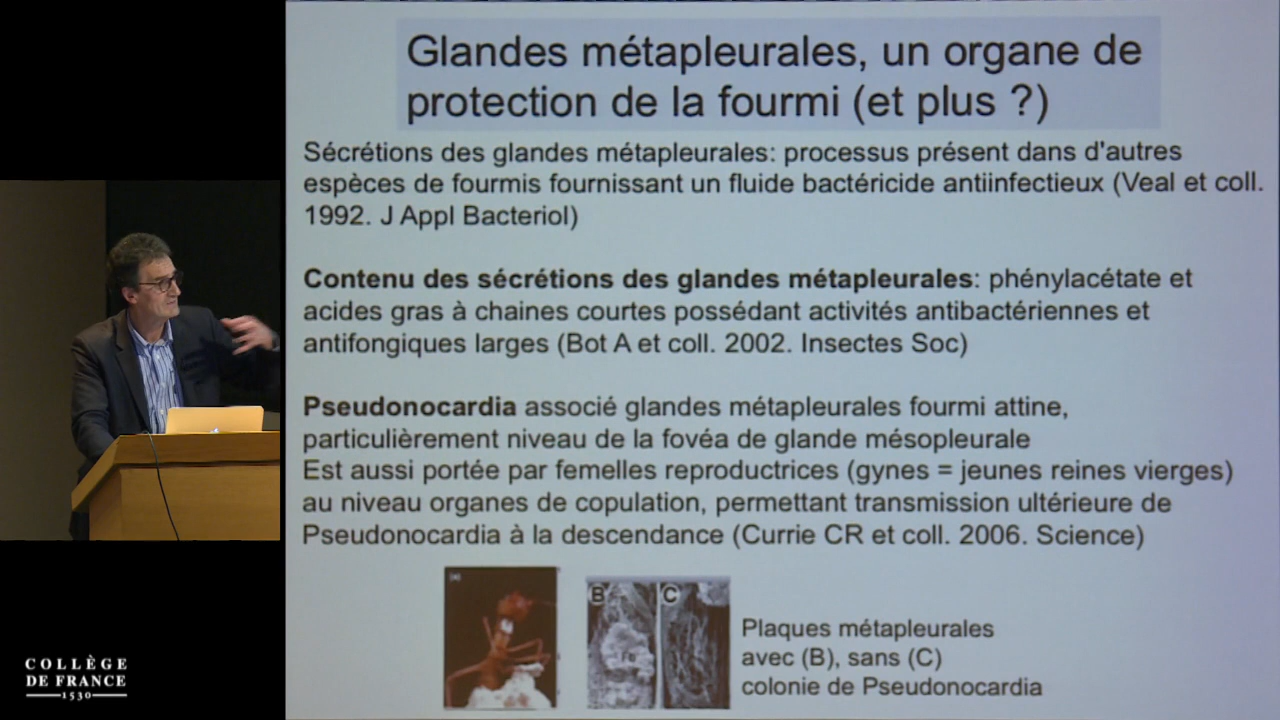 Glandes métapleurales, un organe de
protection de la fourmi (et plus ?)
Sécrétions des glandes métapleurales: processus présent dans d'autres
espèces de fourmis fournissant un fluide bactéricide antiinfectieux (Veal et coll.
1992. J Appl Bacteriol)
Contenu des sécrétions des glandes métapleurales: phénylacétate et
acides gras à chaines courtes possédant activités antibactériennes et
antifongiques larges (Bot A et coll. 2002. Insectes Soc)
Pseudonocardia associé glandes métapleurales fourmi attine,
particulièrement niveau de la fovéa de glande mésopleurale
Est aussi portée par femelles reproductrices (gynes = jeunes reines vierges)
au niveau organes de copulation, permettant transmission ultérieure de
Pseudonocardia à la descendance (Currie CR et coll. 2006. Science)
(a)
B C
Plaques métapleurales
avec (B), sans (C)
colonie de Pseudonocardia
COLLÈGE
DE FRANCE
1530